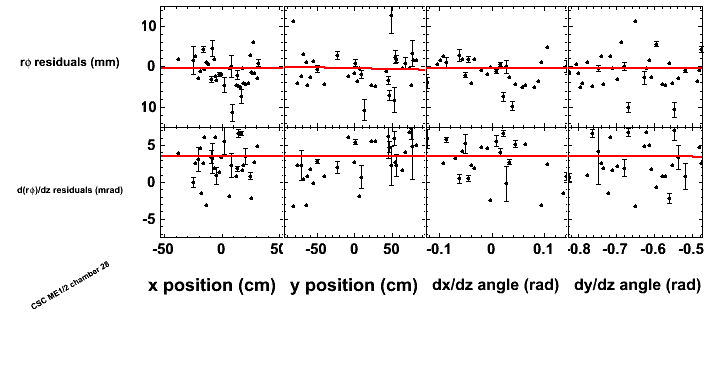 10
rϕ residuals (mm)
0
10
5
d(rϕ)/dz residuals (mrad)
0
-5
-50 0 50 -50 0 50 -0.1 0 0.1 -0.8 -0.7 -0.6 -0.5
x position (cm) y position (cm) dx/dz angle (rad) dy/dz angle (rad)
CSC ME1/2 chamber 28